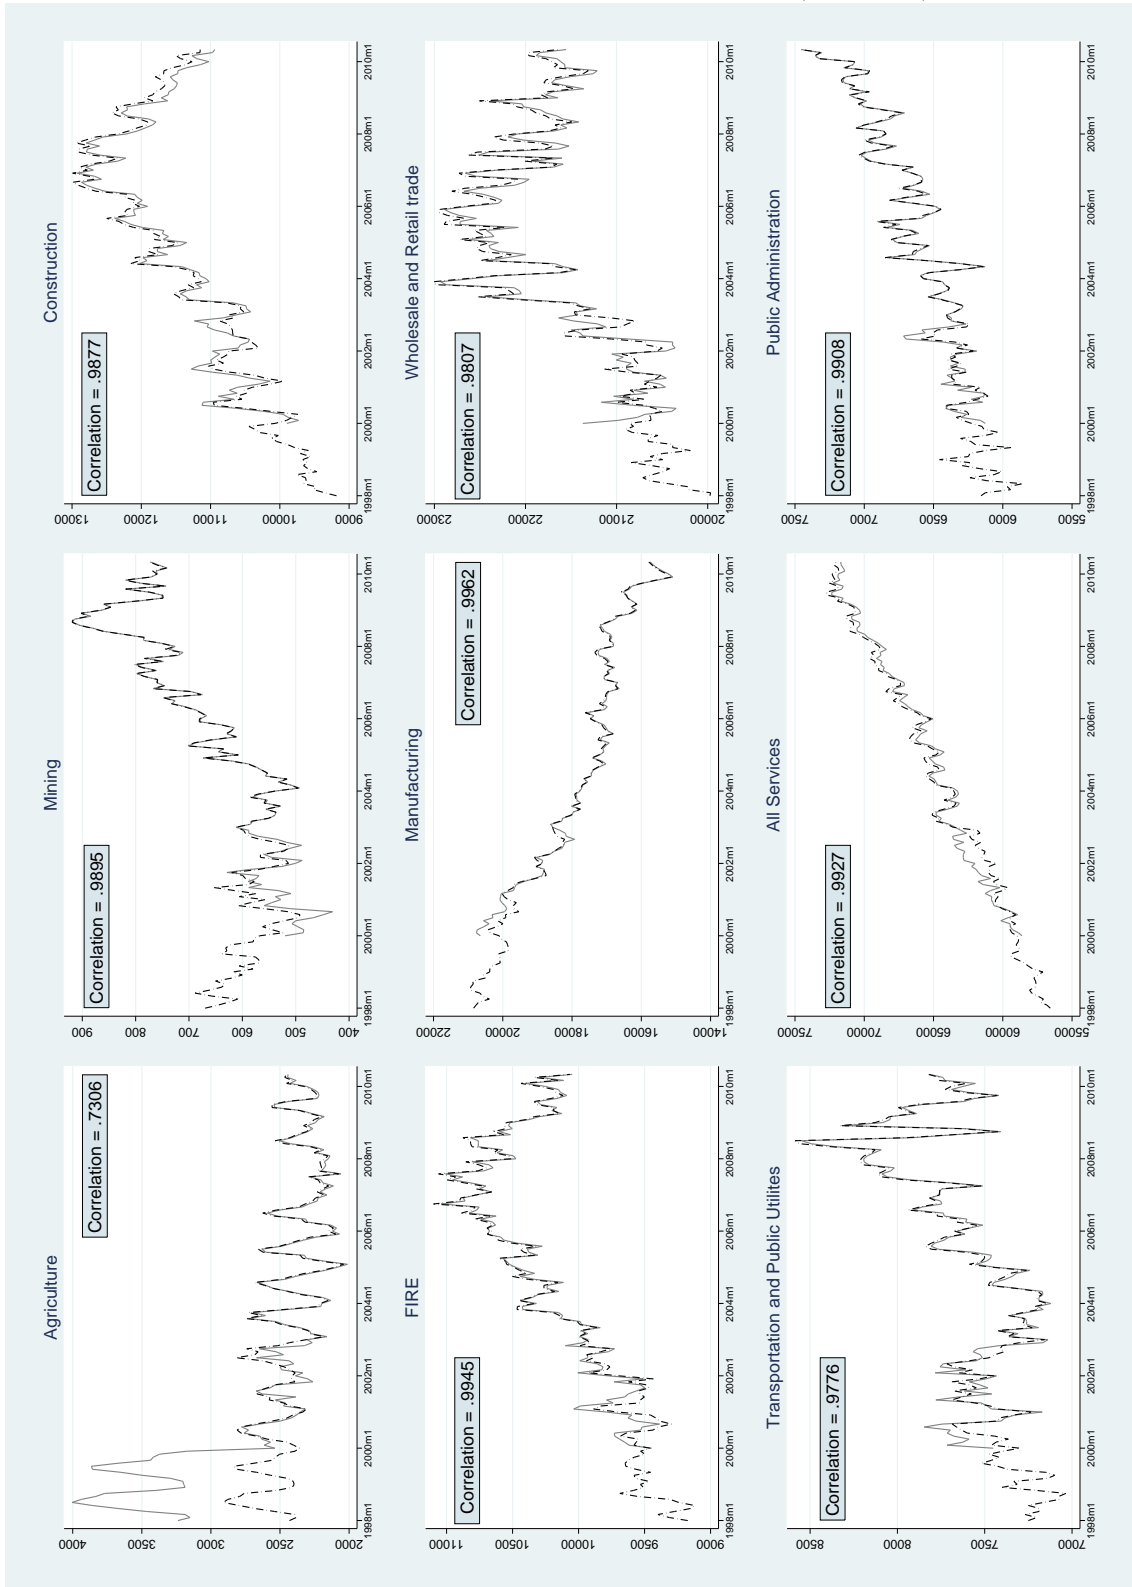 Agriculture
Correlation = .7306
4000
3500
3000
2500
2000
1998m1 2000m1 2002m1 2004m1 2006m1 2008m1 2010m1
Mining
Correlation = .9895
900
800
700
600
500
400
1998m1 2000m1 2002m1 2004m1 2006m1 2008m1 2010m1
Construction
Correlation = .9877
13000
12000
11000
10000
9000
1998m1 2000m1 2002m1 2004m1 2006m1 2008m1 2010m1
FIRE
Correlation = .9945
11000
10500
10000
9500
9000
1998m1 2000m1 2002m1 2004m1 2006m1 2008m1 2010m1
Manufacturing
Correlation = .9962
22000
20000
18000
16000
14000
1998m1 2000m1 2002m1 2004m1 2006m1 2008m1 2010m1
Wholesale and Retail trade
Correlation = .9807
23000
22000
21000
20000
1998m1 2000m1 2002m1 2004m1 2006m1 2008m1 2010m1
Transportation and Public Utilites
Correlation = .9776
8500
8000
7500
7000
1998m1 2000m1 2002m1 2004m1 2006m1 2008m1 2010m1
All Services
Correlation = .9927
75000
70000
65000
60000
55000
1998m1 2000m1 2002m1 2004m1 2006m1 2008m1 2010m1
Public Administration
Correlation = .9908
7500
7000
6500
6000
5500
1998m1 2000m1 2002m1 2004m1 2006m1 2008m1 2010m1